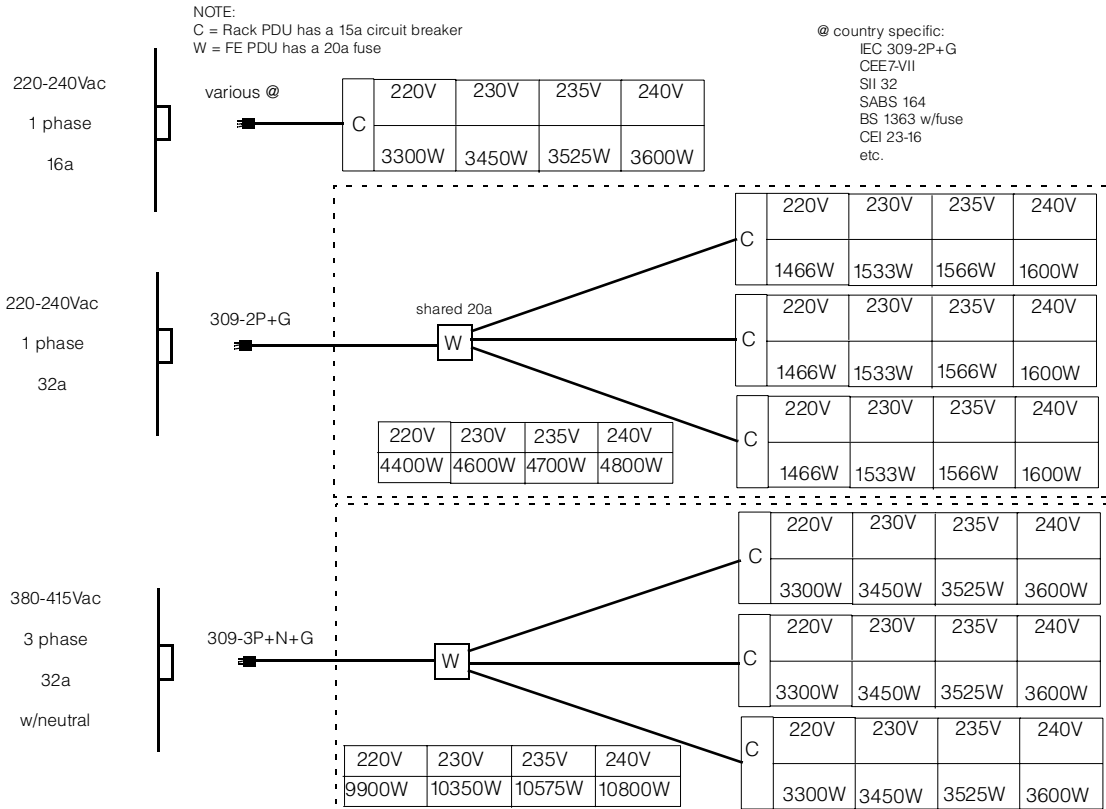 NOTE:
C = Rack PDU has a 15a circuit breaker
W = FE PDU has a 20a fuse
@ country specific:
IEC 309-2P+G
CEE7-VII
SII 32
SABS 164
BS 1363 w/fuse
CEI 23-16
etc.
220-240Vac
1 phase
16a
various @
C
220V 230V 235V 240V
3300W 3450W 3525W 3600W
220-240Vac
1 phase
32a
309-2P+G
shared 20a
W
C
220V 230V 235V 240V
1466W 1533W 1566W 1600W
C
220V 230V 235V 240V
1466W 1533W 1566W 1600W
C
220V 230V 235V 240V
1466W 1533W 1566W 1600W
220V 230V 235V 240V
4400W 4600W 4700W 4800W
380-415Vac
3 phase
32a
w/neutral
309-3P+N+G
W
C
220V 230V 235V 240V
3300W 3450W 3525W 3600W
C
220V 230V 235V 240V
3300W 3450W 3525W 3600W
C
220V 230V 235V 240V
3300W 3450W 3525W 3600W
220V 230V 235V 240V
9900W 10350W 10575W 10800W